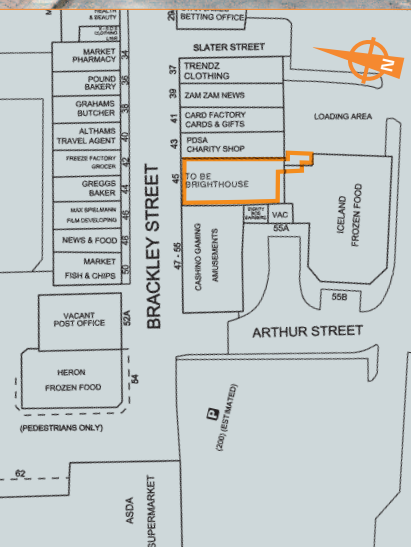 HEALTH
& BEAUTY
CLOTHING
BETTING OFFICE
SLATER STREET
N
MARKET
PHARMACY
34
POUND
BAKERY
36
GRAHAMS
BUTCHER
38
ALTHAMS
TRAVEL AGENT
40
FREEZE FACTORY
GROCER
42
GREGGS
BAKER
44
MAX SPIELMANN
FILM DEVELOPING
46
NEWS & FOOD
48
MARKET
FISH & CHIPS
50
VACANT
POST OFFICE
52A
HERON
FROZEN FOOD
54
(PEDESTRIANS ONLY)
62
BRACKLEY STREET
37
TRENDZ
CLOTHING
39
ZAM ZAM NEWS
41
CARD FACTORY
CARDS & GIFTS
43
PDSA
CHARITY SHOP
45
TO BE
BRIGHTHOUSE
47 - 55
CASHINO GAMING
AMUSEMENTS
VAC
55A
LOADING AREA
ICELAND
FROZEN FOOD
55B
ARTHUR STREET
P
(200) (ESTIMATED)
ASDA
SUPERMARKET